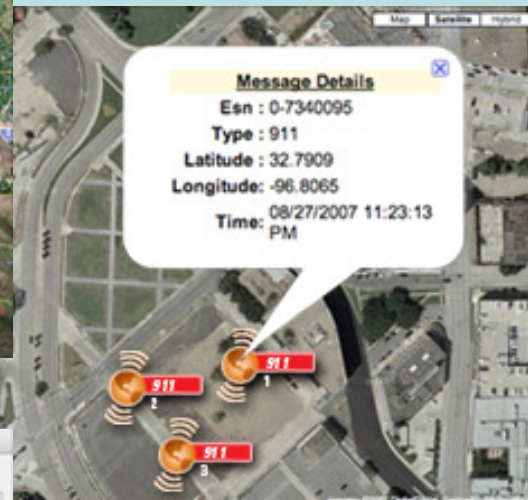 Map Satellite Hybrid
Message Details
Esn : 0-7340095
Type : 911
Latitude : 32.7909
Longitude: -96.8065
Time: 08/27/2007 11:23:13
PM
911
1
911
2
911
3